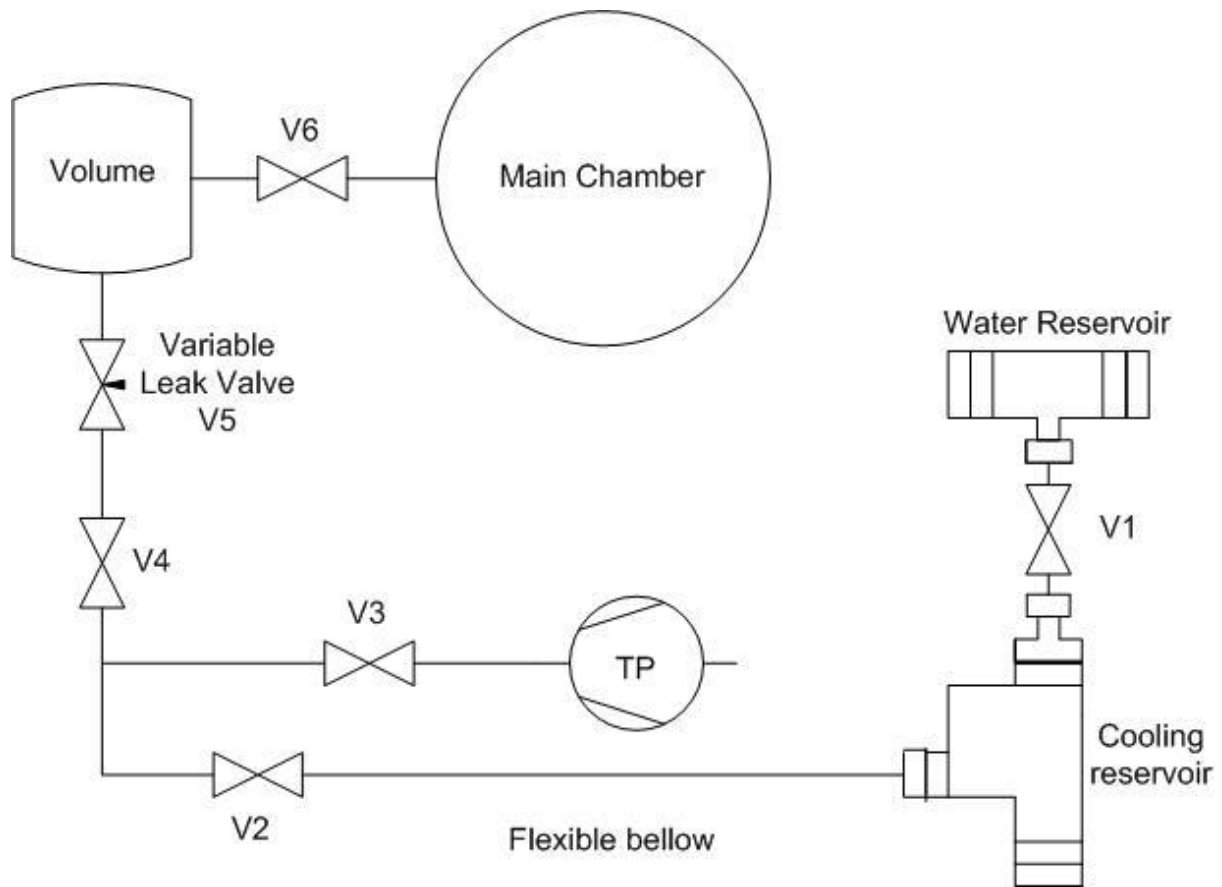 V6
Volume
Main Chamber
Water Reservoir
Variable
Leak Valve
V5
V1
V4
V3
TP
Cooling
reservoir
V2
Flexible bellow